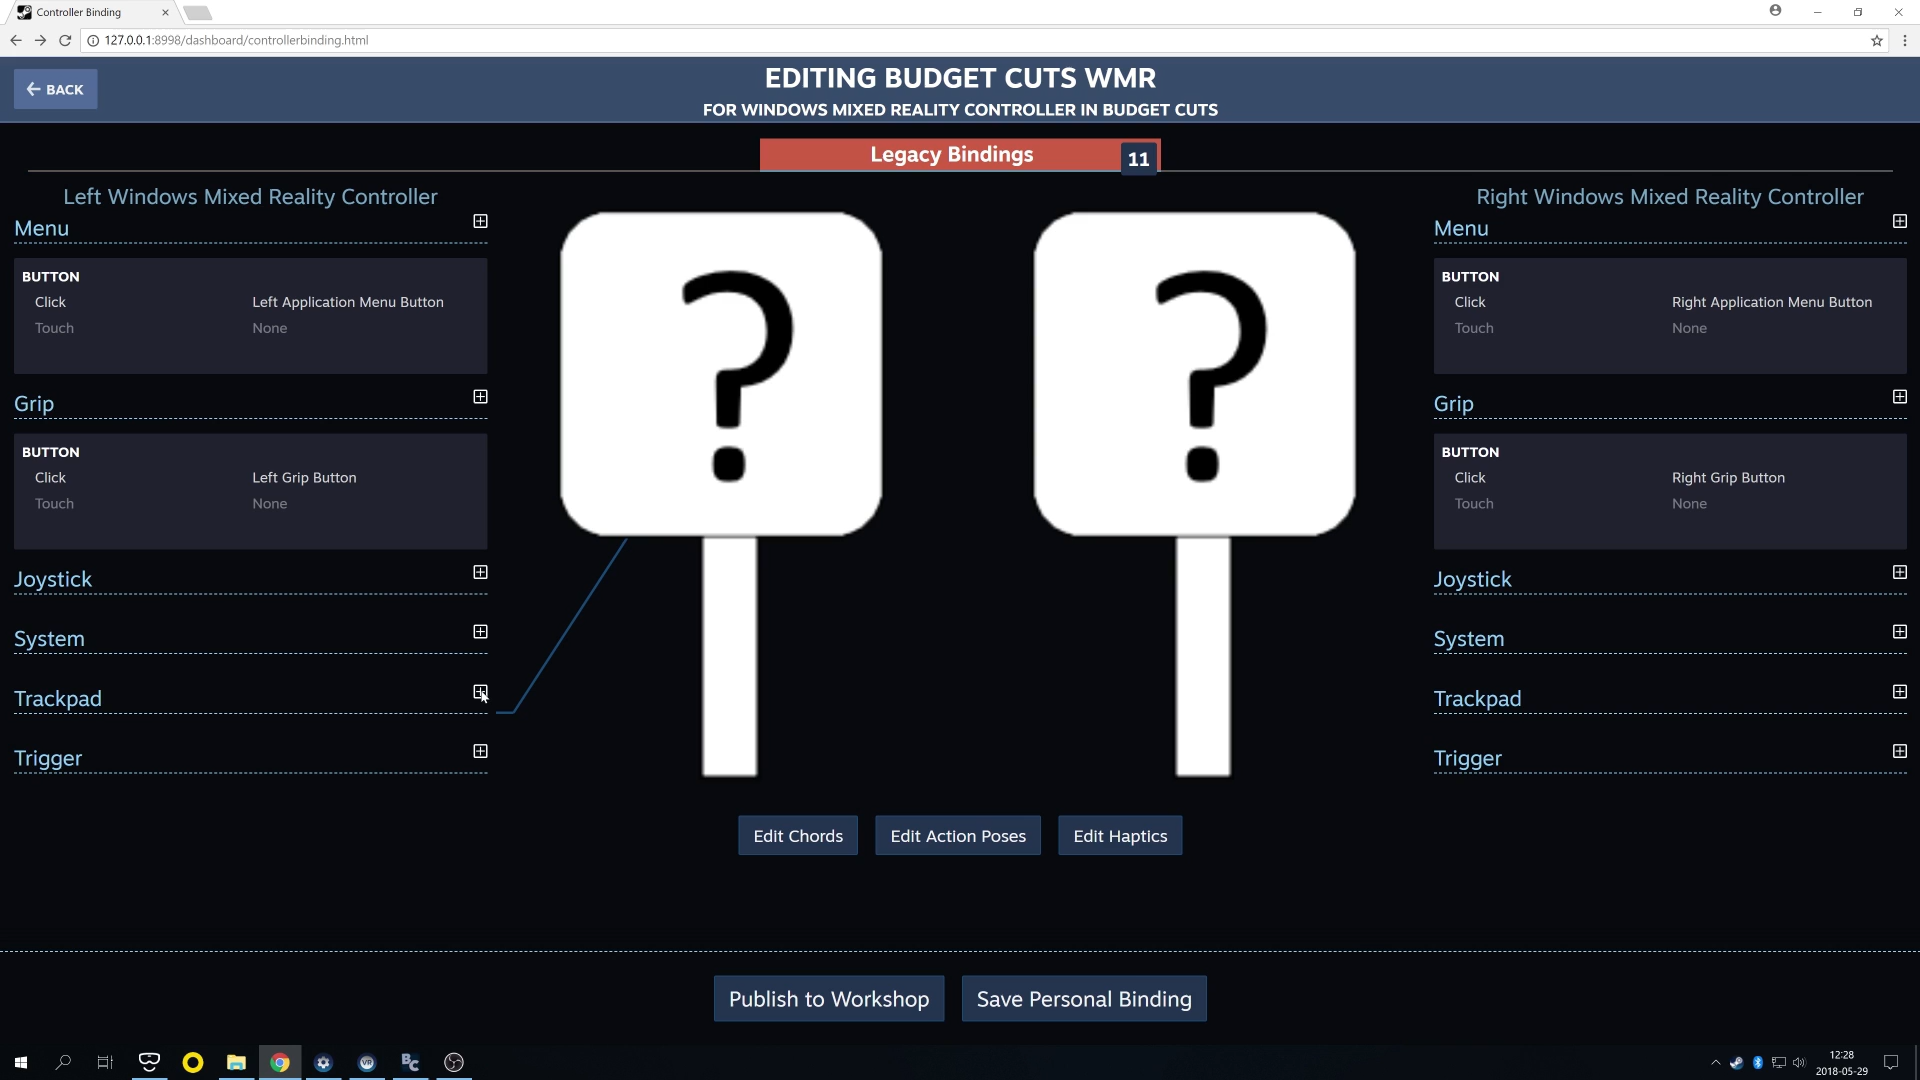 Controller Binding
127.0.0.1:8998/dashboard/controllerbinding.html
BACK
EDITING BUDGET CUTS WMR
FOR WINDOWS MIXED REALITY CONTROLLER IN BUDGET CUTS
Legacy Bindings 11
Left Windows Mixed Reality Controller
Menu
BUTTON
Click Left Application Menu Button
Touch None
Grip
BUTTON
Click Left Grip Button
Touch None
Joystick
System
Trackpad
Trigger
?
?
Right Windows Mixed Reality Controller
Menu
BUTTON
Click Right Application Menu Button
Touch None
Grip
BUTTON
Click Right Grip Button
Touch None
Joystick
System
Trackpad
Trigger
Edit Chords Edit Action Poses Edit Haptics
Publish to Workshop Save Personal Binding
VR
BC
12:28
2018-05-29